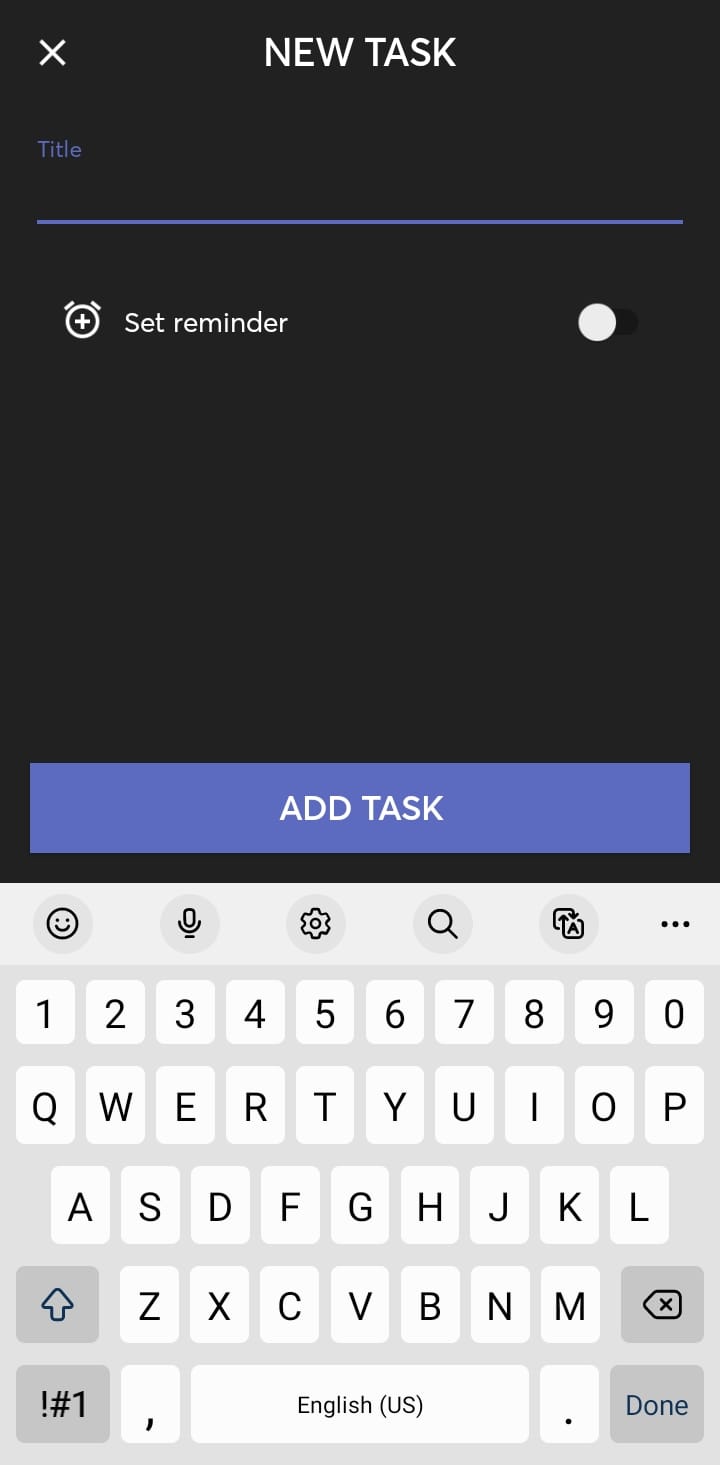 NEW TASK
Title
Set reminder
ADD TASK
1 2 3 4 5 6 7 8 9 0
Q W E R T Y U I O P
A S D F G H J K L
Z X C V B N M
!#1 , English (US) . Done